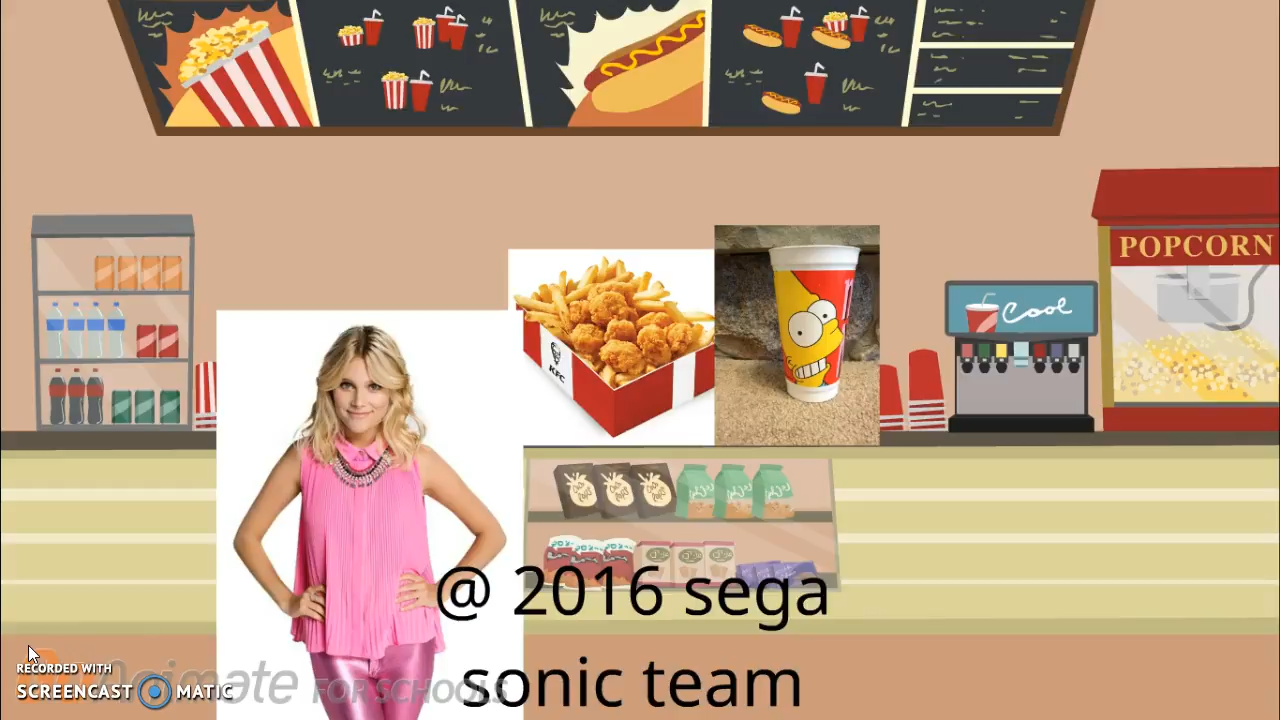 POPCORN
Cool
KFC
@ 2016 sega
sonic team
RECORDED WITH
SCREENCAST MATIC
FOR SCHOOLS